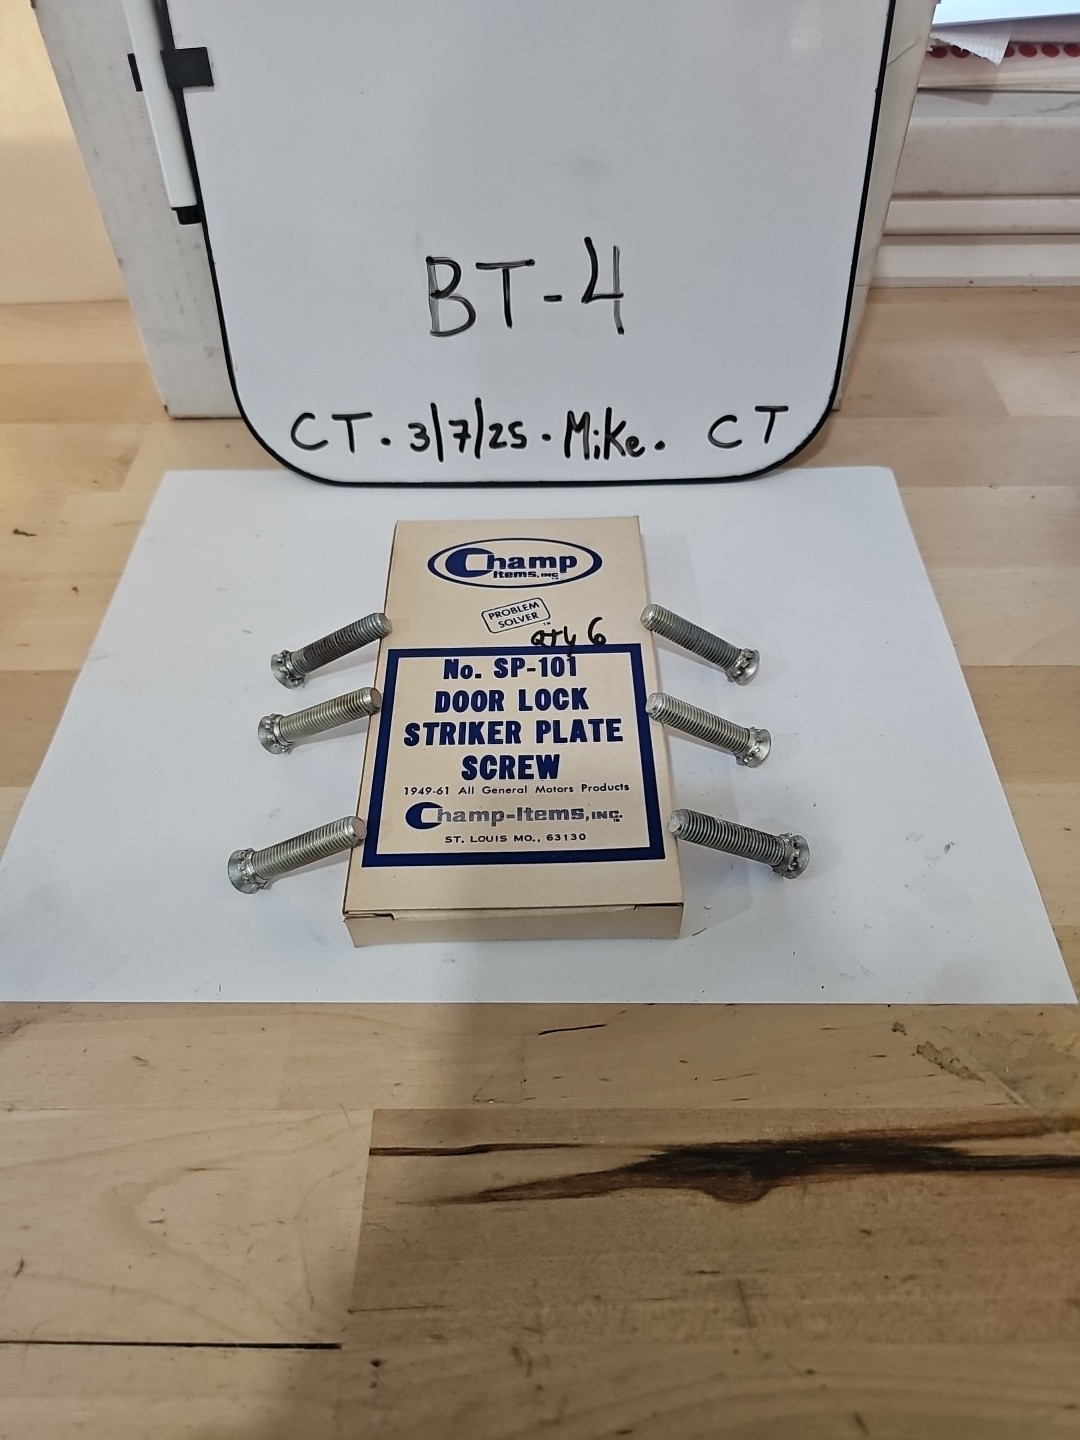 BT-4
CT. 3/7/25. Mike. CT
Champ
Items, INC
PROBLEM
SOLVER
QTY 6
No. SP-101
DOOR LOCK
STRIKER PLATE
SCREW
1949-61 All General Motors Products
Champ-Items, INC.
ST. LOUIS MO., 63130